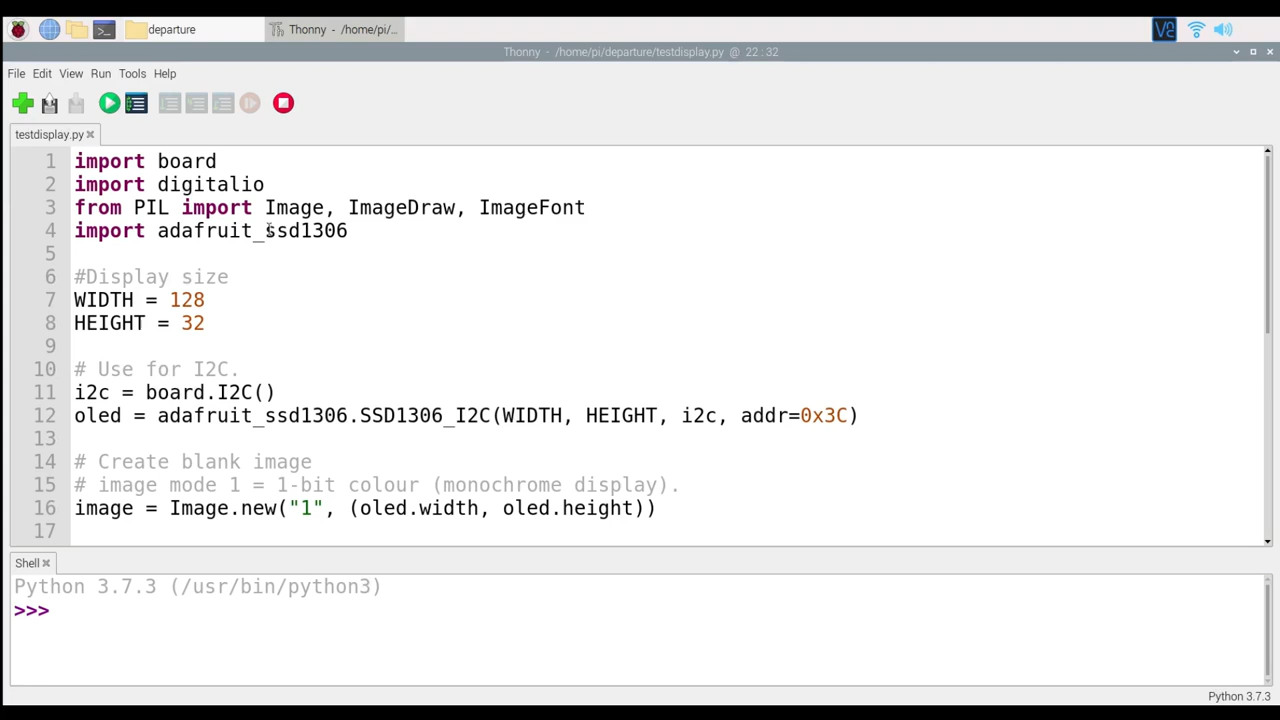 departure
Thonny - /home/pi/...
Thonny - /home/pi/departure/testdisplay.py @ 22 : 32
File Edit View Run Tools Help
testdisplay.py
1 import board
2 import digitalio
3 from PIL import Image, ImageDraw, ImageFont
4 import adafruit_ssd1306
5
6 #Display size
7 WIDTH = 128
8 HEIGHT = 32
9
10 # Use for I2C.
11 i2c = board.I2C()
12 oled = adafruit_ssd1306.SSD1306_I2C(WIDTH, HEIGHT, i2c, addr=0x3C)
13
14 # Create blank image
15 # image mode 1 = 1-bit colour (monochrome display).
16 image = Image.new("1", (oled.width, oled.height))
17
Shell
Python 3.7.3 (/usr/bin/python3)
>>>
Python 3.7.3